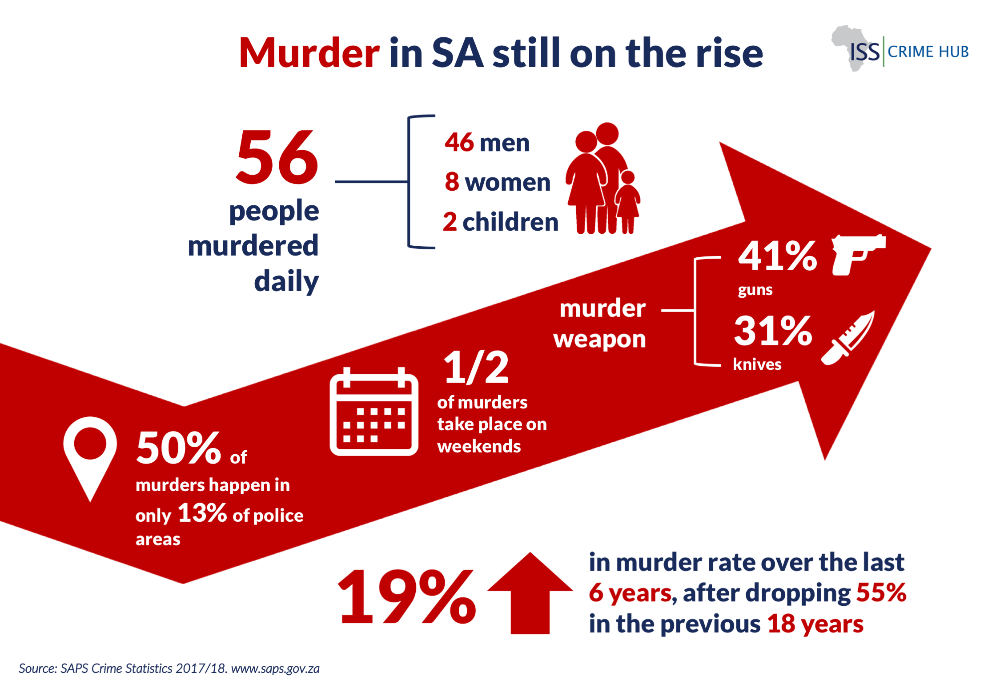 Murder in SA still on the rise
ISS CRIME HUB
56
people
murdered
daily
46 men
8 women
2 children
murder
weapon
41%
guns
31%
knives
1/2
of murders
take place on
weekends
50% of
murders happen in
only 13% of police
areas
19%
in murder rate over the last
6 years, after dropping 55%
in the previous 18 years
Source: SAPS Crime Statistics 2017/18. www.saps.gov.za